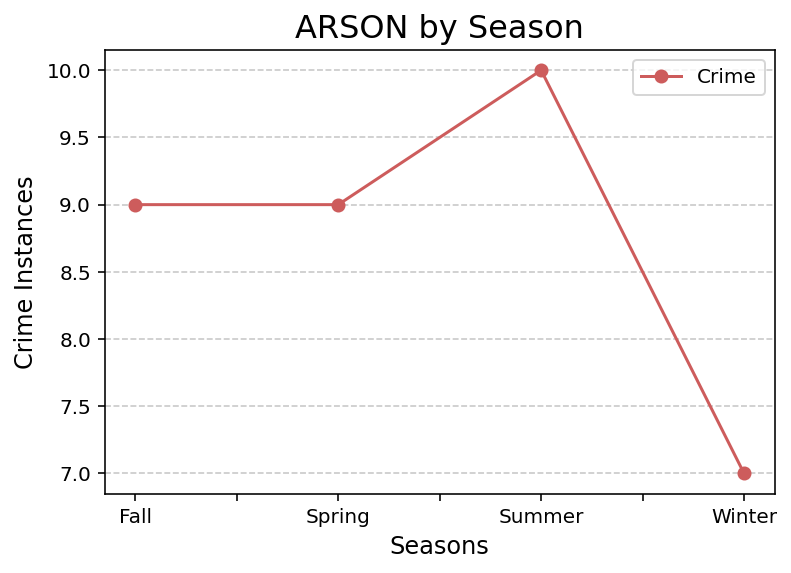 ARSON by Season
Crime
Crime Instances
10.0
9.5
9.0
8.5
8.0
7.5
7.0
Fall Spring Summer Winter
Seasons